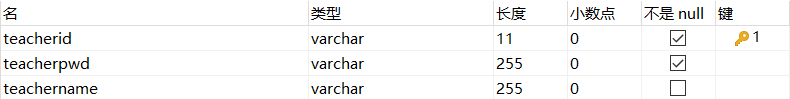 名 类型 长度 小数点 不是 null 键
teacherid varchar 11 0 1
teacherpwd varchar 255 0
teachername varchar 255 0